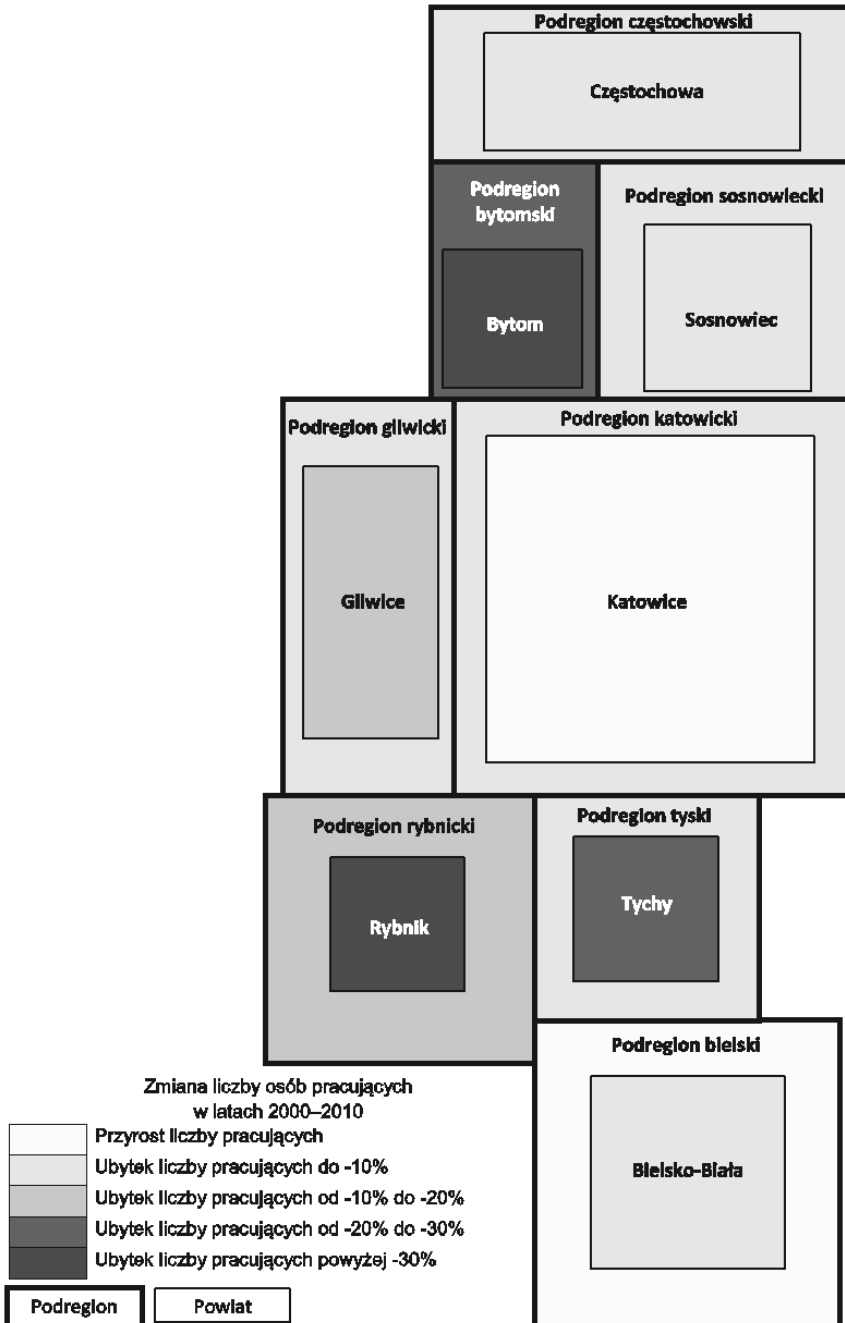 Podregion częstochowski
Częstochowa
Podregion
bytomski
Bytom
Podregion sosnowiecki
Sosnowiec
Podregion gliwicki
Gliwice
Podregion katowicki
Katowice
Podregion rybnicki
Rybnik
Podregion tyski
Tychy
Podregion bielski
Bielsko-Biała
Zmiana liczby osób pracujących
w latach 2000–2010
Przyrost liczby pracujących
Ubytek liczby pracujących do -10%
Ubytek liczby pracujących od -10% do -20%
Ubytek liczby pracujących od -20% do -30%
Ubytek liczby pracujących powyżej -30%
Podregion
Powiat